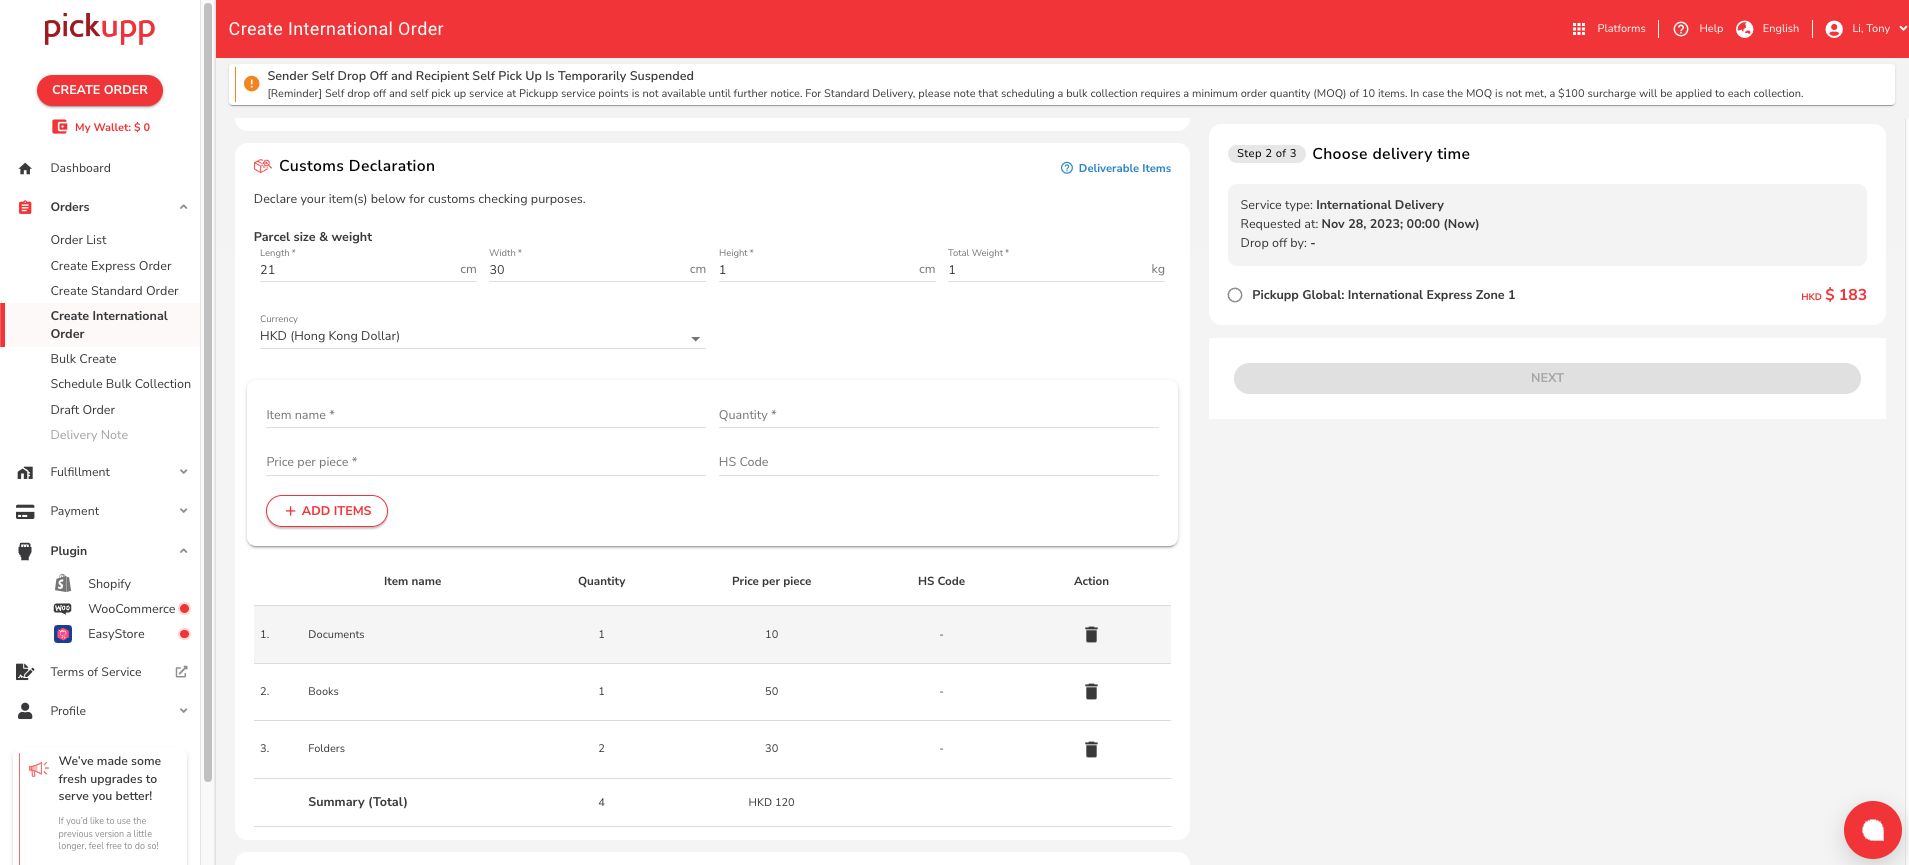 pickupp
CREATE ORDER
My Wallet: $ 0
Dashboard
Orders
Order List
Create Express Order
Create Standard Order
Create International
Order
Bulk Create
Schedule Bulk Collection
Draft Order
Delivery Note
Fulfillment
Payment
Plugin
Shopify
WOO WooCommerce
EasyStore
Terms of Service
Profile
We've made some
fresh upgrades to
serve you better!
If you'd like to use the
previous version a little
longer, feel free to do so!
Create International Order
Platforms Help English Li, Tony
Sender Self Drop Off and Recipient Self Pick Up Is Temporarily Suspended
[Reminder] Self drop off and self pick up service at Pickupp service points is not available until further notice. For Standard Delivery, please note that scheduling a bulk collection requires a minimum order quantity (MOQ) of 10 items. In case the MOQ is not met, a $100 surcharge will be applied to each collection.
Customs Declaration
Deliverable Items
Declare your item(s) below for customs checking purposes.
Parcel size & weight
Length * Width * Height * Total Weight *
21 cm 30 cm 1 cm 1 kg
Currency
HKD (Hong Kong Dollar)
Item name * Quantity *
Price per piece * HS Code
+ ADD ITEMS
Item name Quantity Price per piece HS Code Action
1. Documents 1 10 -
2. Books 1 50 -
3. Folders 2 30 -
Summary (Total) 4 HKD 120
Step 2 of 3 Choose delivery time
Service type: International Delivery
Requested at: Nov 28, 2023; 00:00 (Now)
Drop off by: -
Pickupp Global: International Express Zone 1 HKD $ 183
NEXT